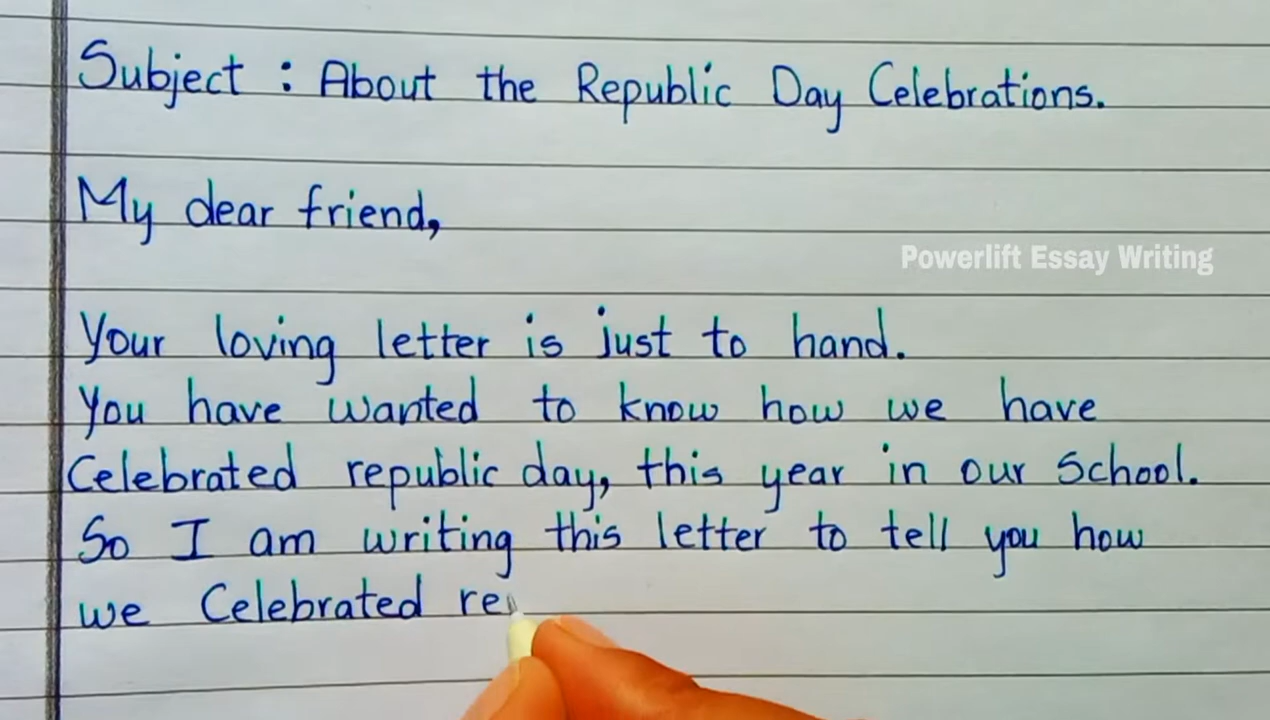 Subject : About the Republic Day Celebrations.
My dear friend,
Powerlift Essay Writing
Your loving letter is just to hand.
You have wanted to know how we have
Celebrated republic day, this year in our School.
So I am writing this letter to tell you how
we Celebrated re